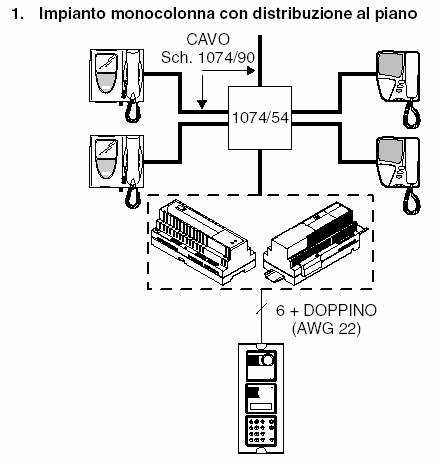 1. Impianto monocolonna con distribuzione al piano
CAVO
Sch. 1074/90
1074/54
6 + DOPPINO
(AWG 22)